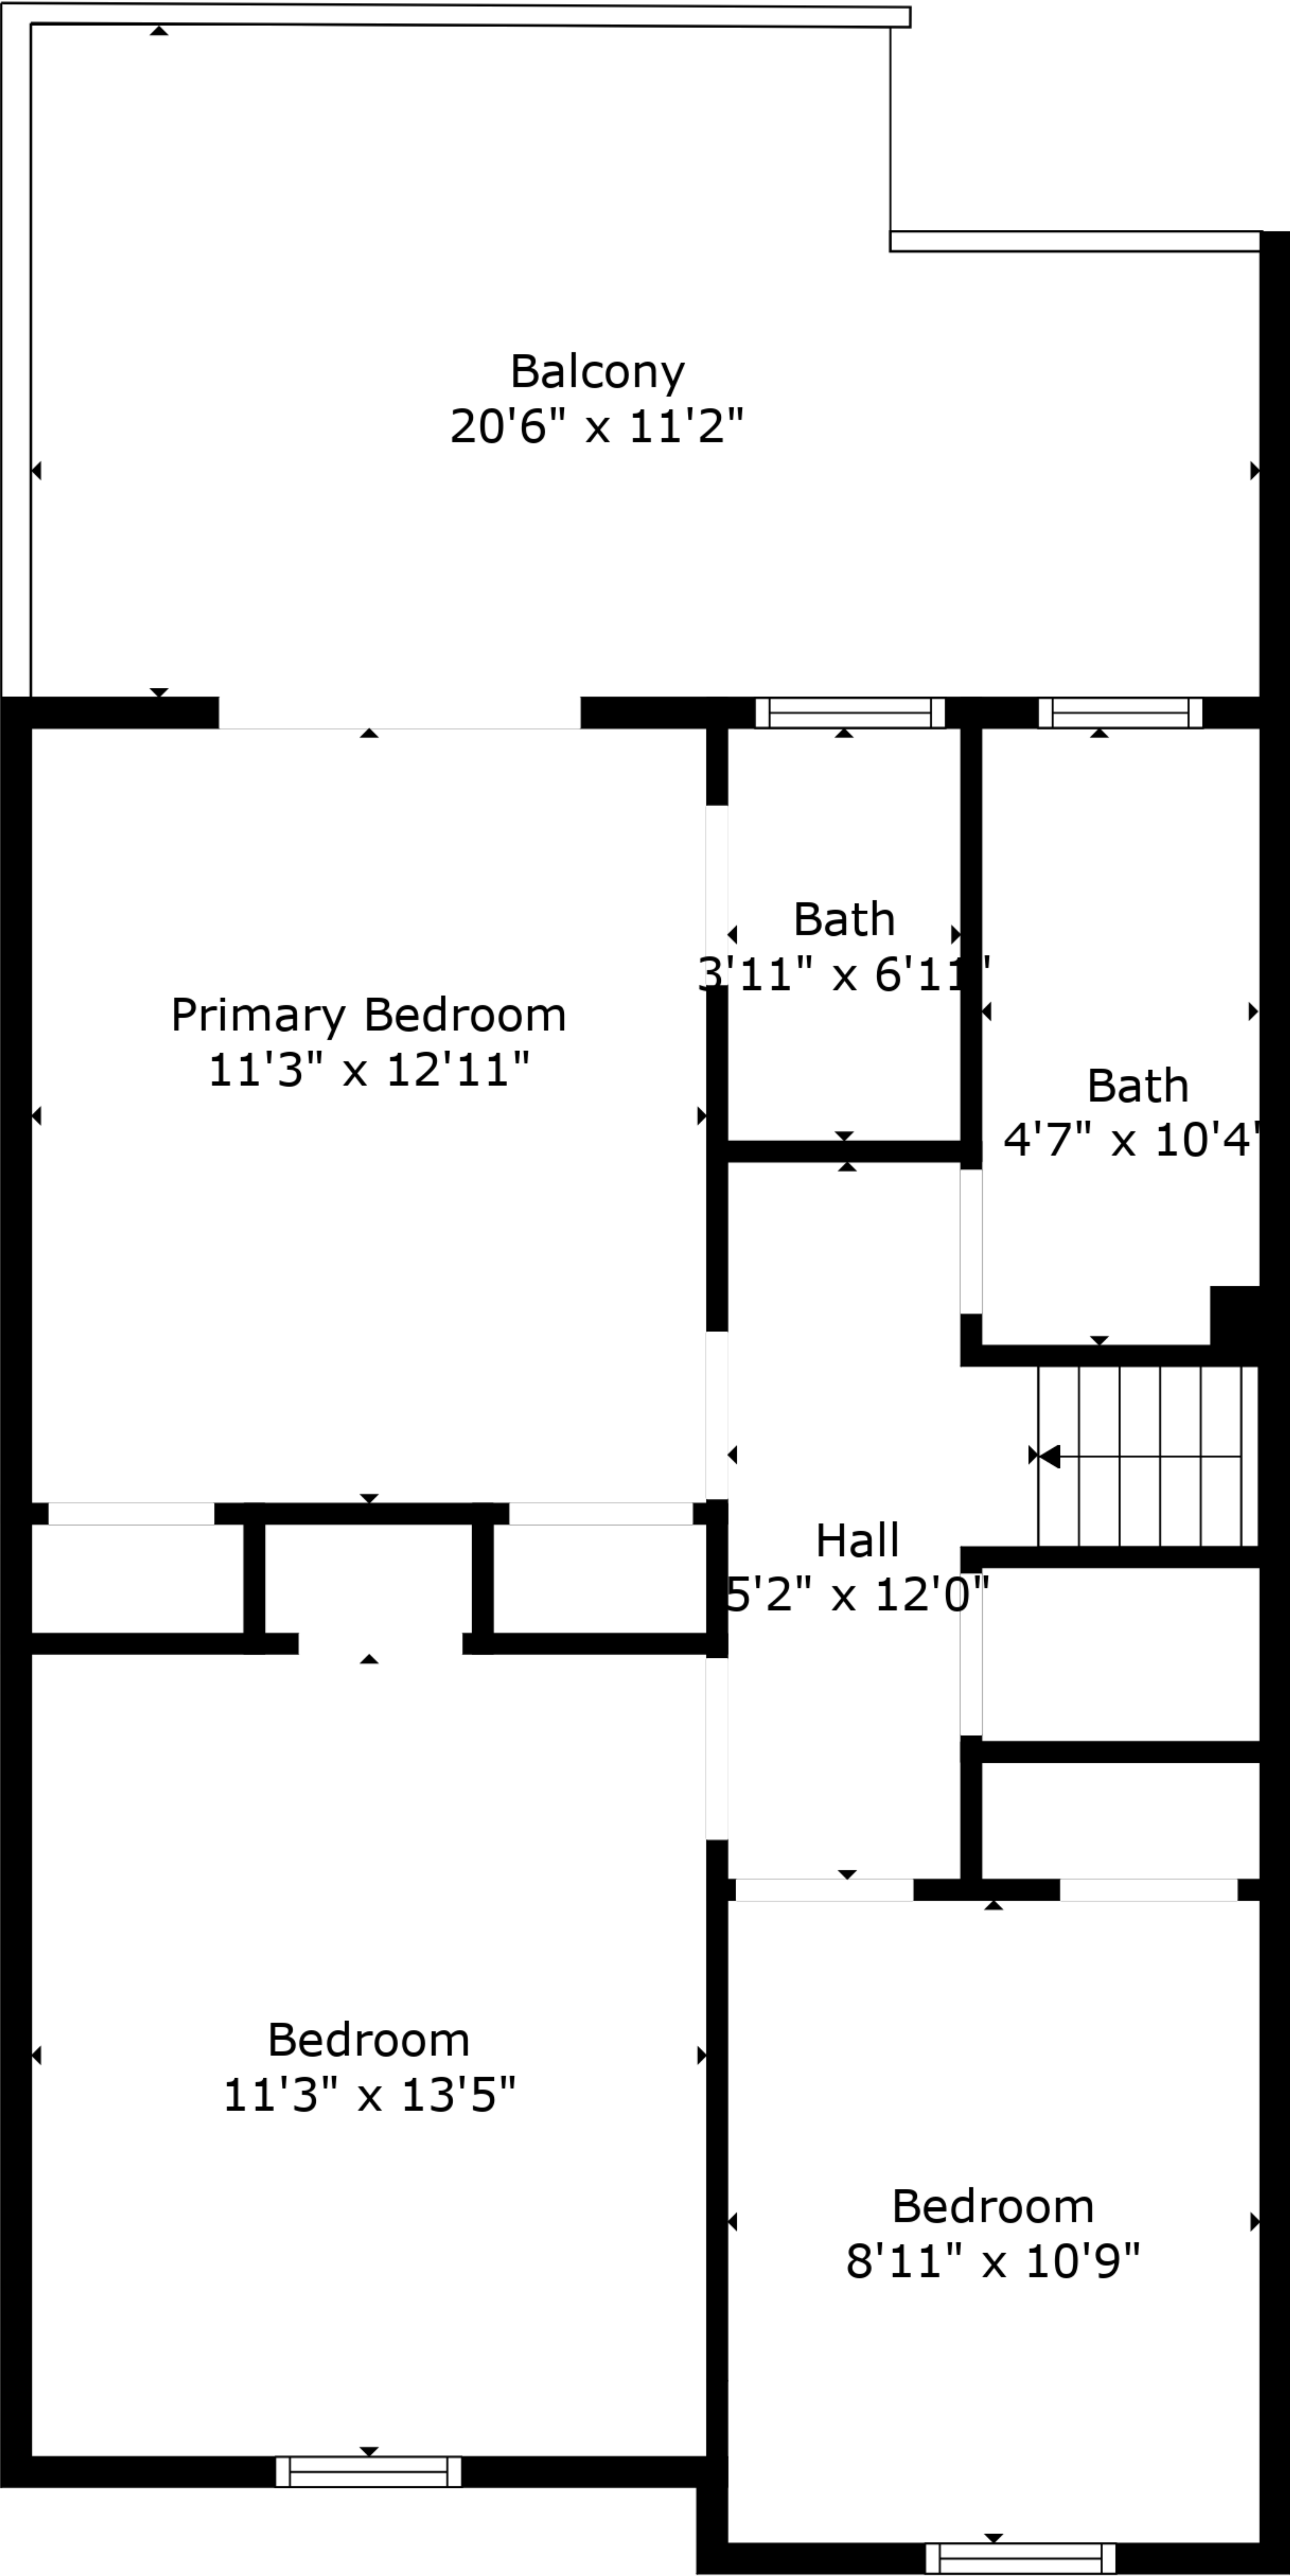 Balcony
20'6" x 11'2"
Bath
3'11" x 6'11"
Primary Bedroom
11'3" x 12'11"
Bath
4'7" x 10'4"
Hall
5'2" x 12'0"
Bedroom
11'3" x 13'5"
Bedroom
8'11" x 10'9"